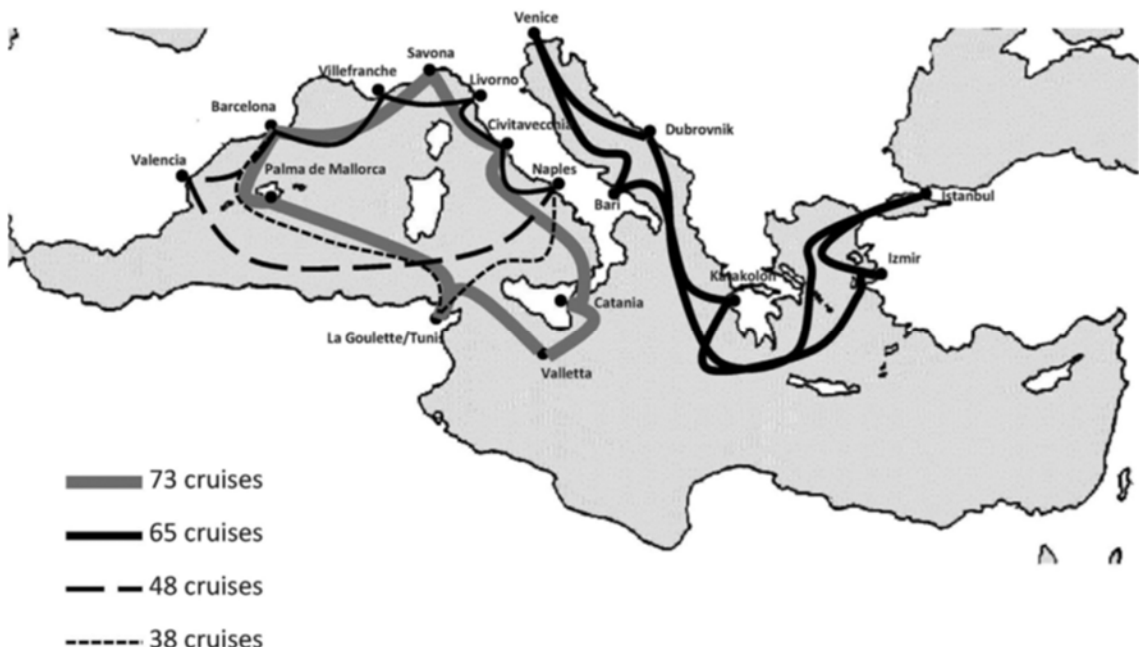 Venice
Savona
Villefranche
Livorno
Barcelona
Civitavecchia
Dubrovnik
Valencia
Palma de Mallorca
Naples
Bari
Istanbul
Izmir
Katakolon
Catania
La Goulette/Tunis
Valletta
73 cruises
65 cruises
48 cruises
38 cruises